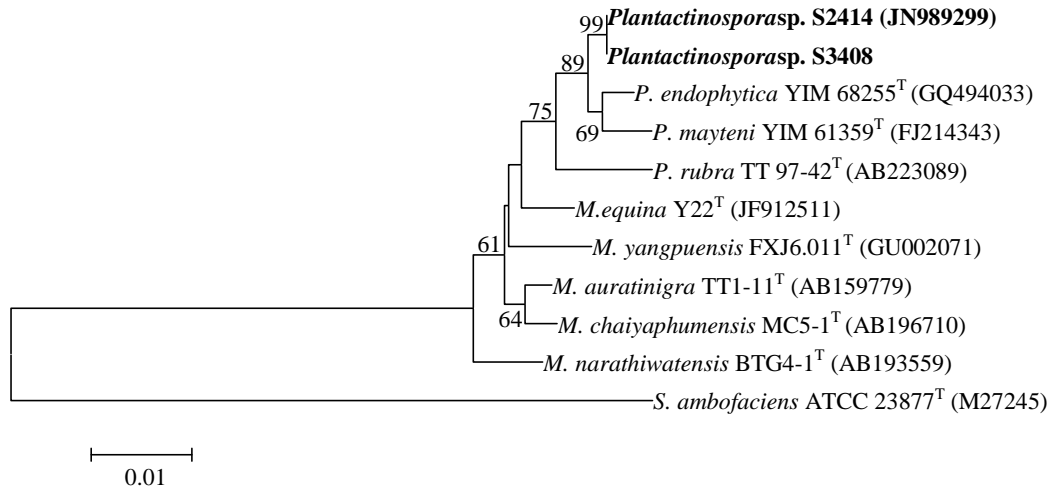 99 Plantactinosporasp. S2414 (JN989299)
Plantactinosporasp. S3408
89
P. endophytica YIM 68255T (GQ494033)
75
69 P. mayteni YIM 61359T (FJ214343)
P. rubra TT 97-42T (AB223089)
M.equina Y22T (JF912511)
61 M. yangpuensis FXJ6.011T (GU002071)
M. auratinigra TT1-11T (AB159779)
64 M. chaiyaphumensis MC5-1T (AB196710)
M. narathiwatensis BTG4-1T (AB193559)
S. ambofaciens ATCC 23877T (M27245)
0.01